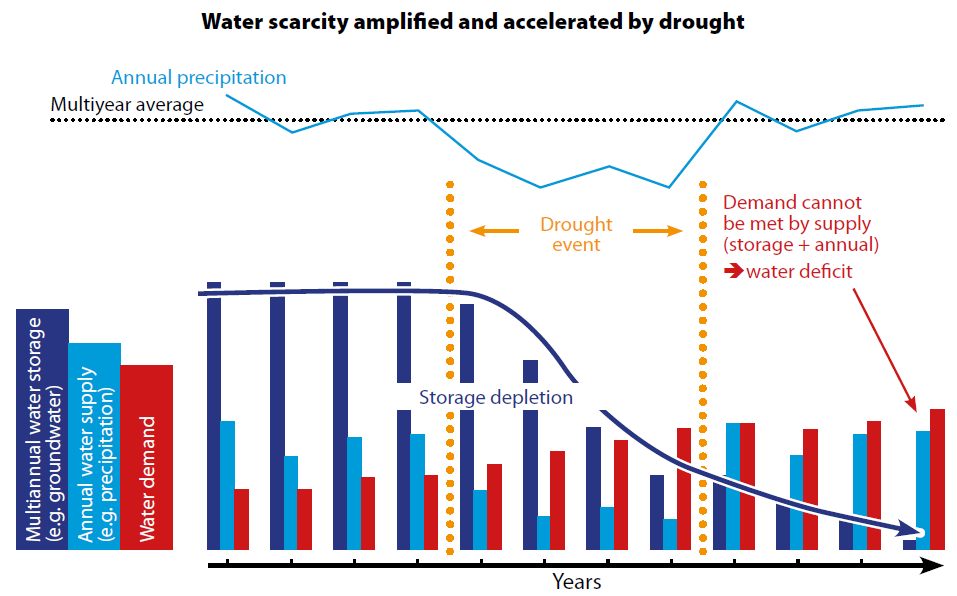 Water scarcity amplified and accelerated by drought
Annual precipitation
Multiyear average
Drought
event
Demand cannot
be met by supply
(storage + annual)
➔ water deficit
Multiannual water storage
(e.g. groundwater)
Annual water supply
(e.g. precipitation)
Water demand
Storage depletion
Years